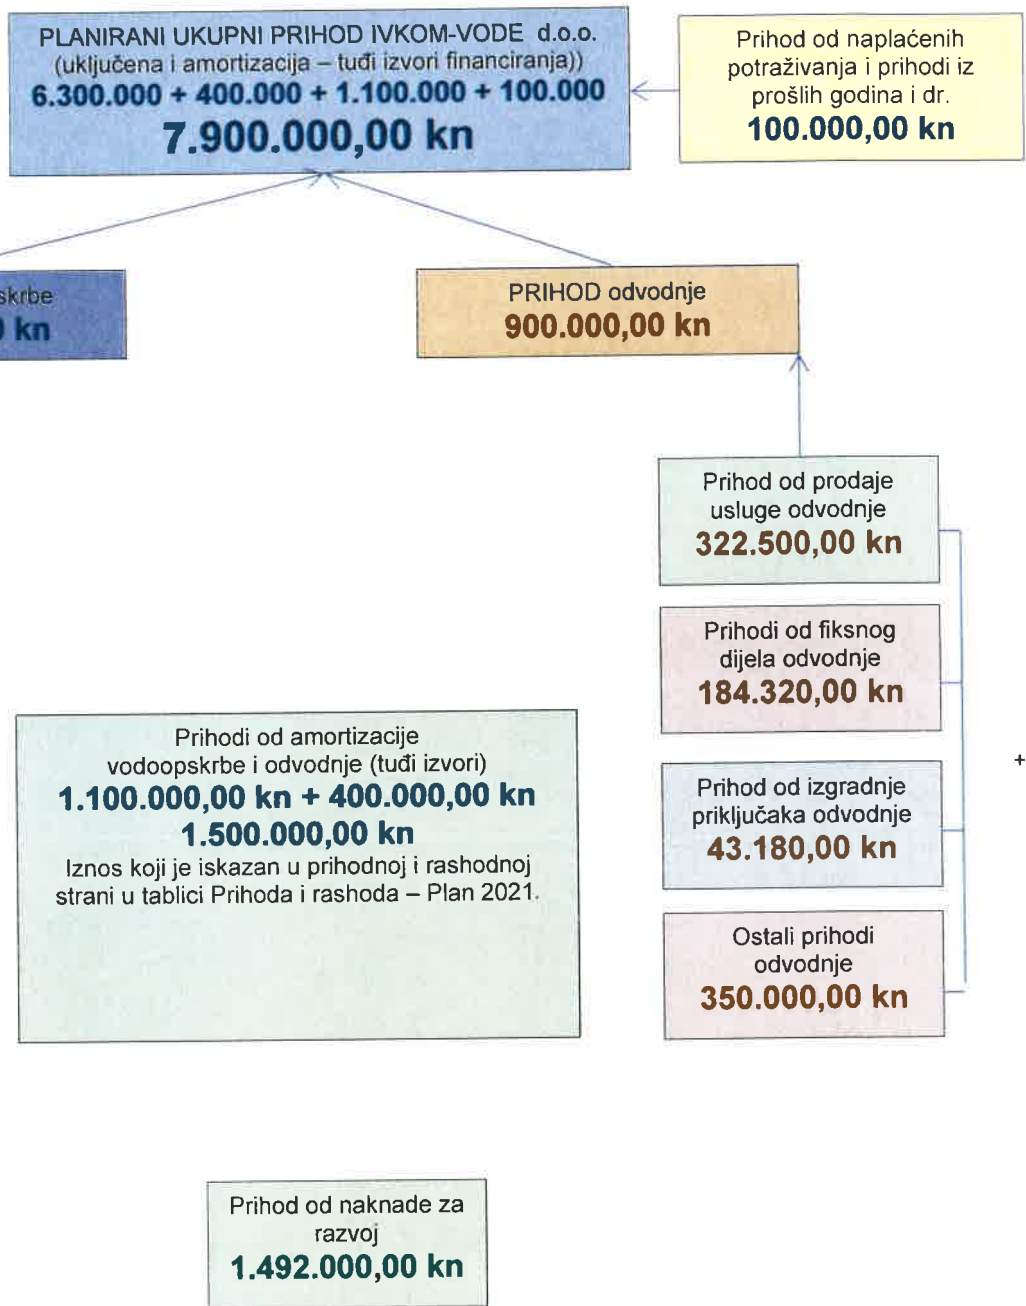 PLANIRANI UKUPNI PRIHOD IVKOM-VODE d.o.o.
(uključena i amortizacija – tuđi izvori financiranja))
6.300.000 + 400.000 + 1.100.000 + 100.000
7.900.000,00 kn
Prihod od naplaćenih
potraživanja i prihodi iz
prošlih godina i dr.
100.000,00 kn
skrbe
0 kn
PRIHOD odvodnje
900.000,00 kn
Prihod od prodaje
usluge odvodnje
322.500,00 kn
Prihodi od fiksnog
dijela odvodnje
184.320,00 kn
Prihodi od amortizacije
vodoopskrbe i odvodnje (tuđi izvori)
1.100.000,00 kn + 400.000,00 kn
1.500.000,00 kn
Iznos koji je iskazan u prihodnoj i rashodnoj
strani u tablici Prihoda i rashoda – Plan 2021.
+
Prihod od izgradnje
priključaka odvodnje
43.180,00 kn
Ostali prihodi
odvodnje
350.000,00 kn
Prihod od naknade za
razvoj
1.492.000,00 kn